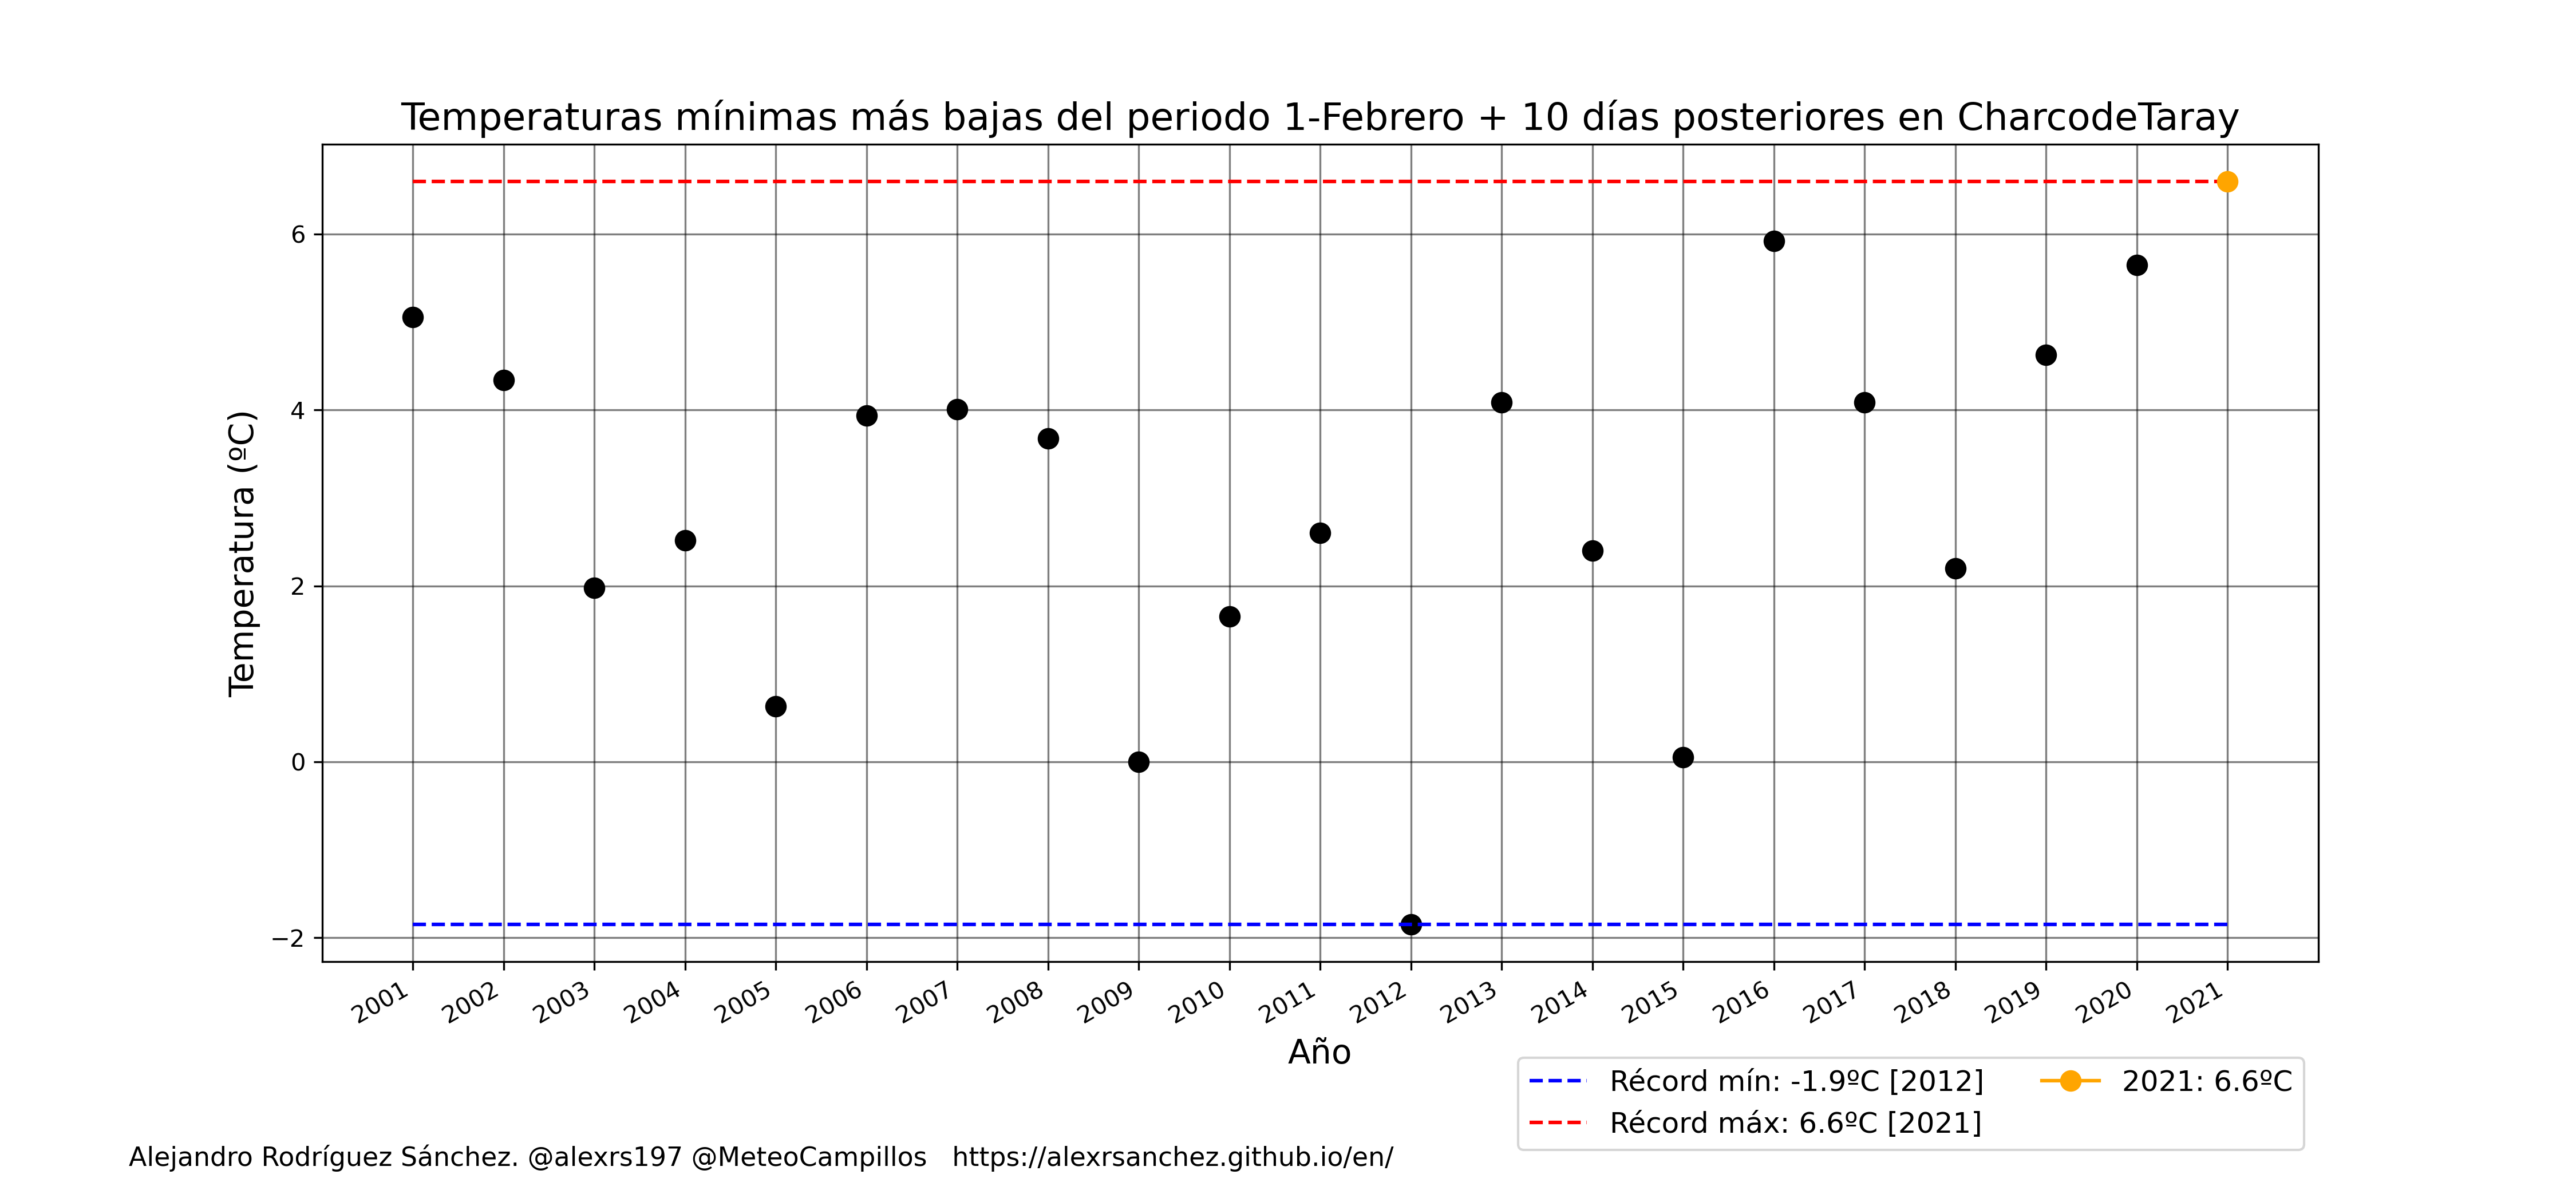 Temperaturas mínimas más bajas del periodo 1-Febrero + 10 días posteriores en CharcodeTaray
Temperatura (ºC)
6
4
2
0
−2
2001 2002 2003 2004 2005 2006 2007 2008 2009 2010 2011 2012 2013 2014 2015 2016 2017 2018 2019 2020 2021
Año
Récord mín: -1.9ºC [2012]
Récord máx: 6.6ºC [2021]
2021: 6.6ºC
Alejandro Rodríguez Sánchez. @alexrs197 @MeteoCampillos https://alexrsanchez.github.io/en/